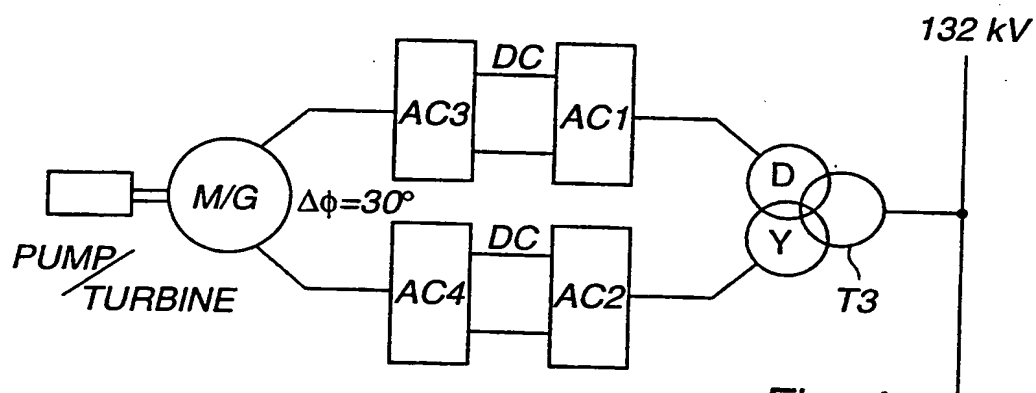 132 kV
DC
AC3
AC1
D
M/G
Δϕ=30°
Y
DC
PUMP/
TURBINE
AC4
AC2
T3